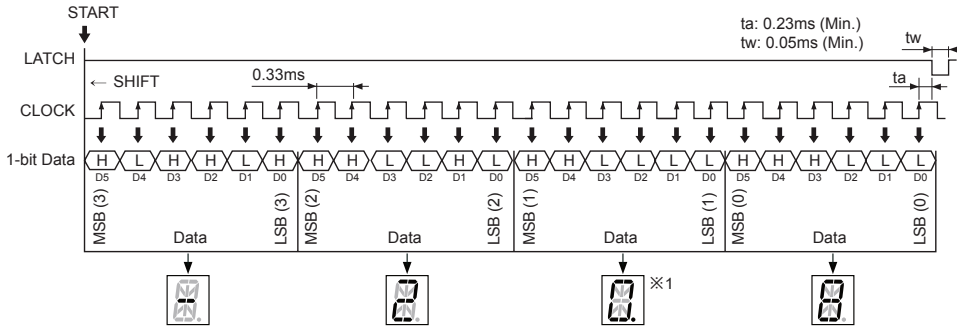 START
ta: 0.23ms (Min.)
tw: 0.05ms (Min.)
tw
LATCH
← SHIFT
0.33ms
ta
CLOCK
1-bit Data
H L H H L H H H L L H L H H L L L L H H H L L L
D5 D4 D3 D2 D1 D0 D5 D4 D3 D2 D1 D0 D5 D4 D3 D2 D1 D0 D5 D4 D3 D2 D1 D0
MSB (3) LSB (3) MSB (2) LSB (2) MSB (1) LSB (1) MSB (0) LSB (0)
Data Data Data Data
- 2 0. 8 ※1